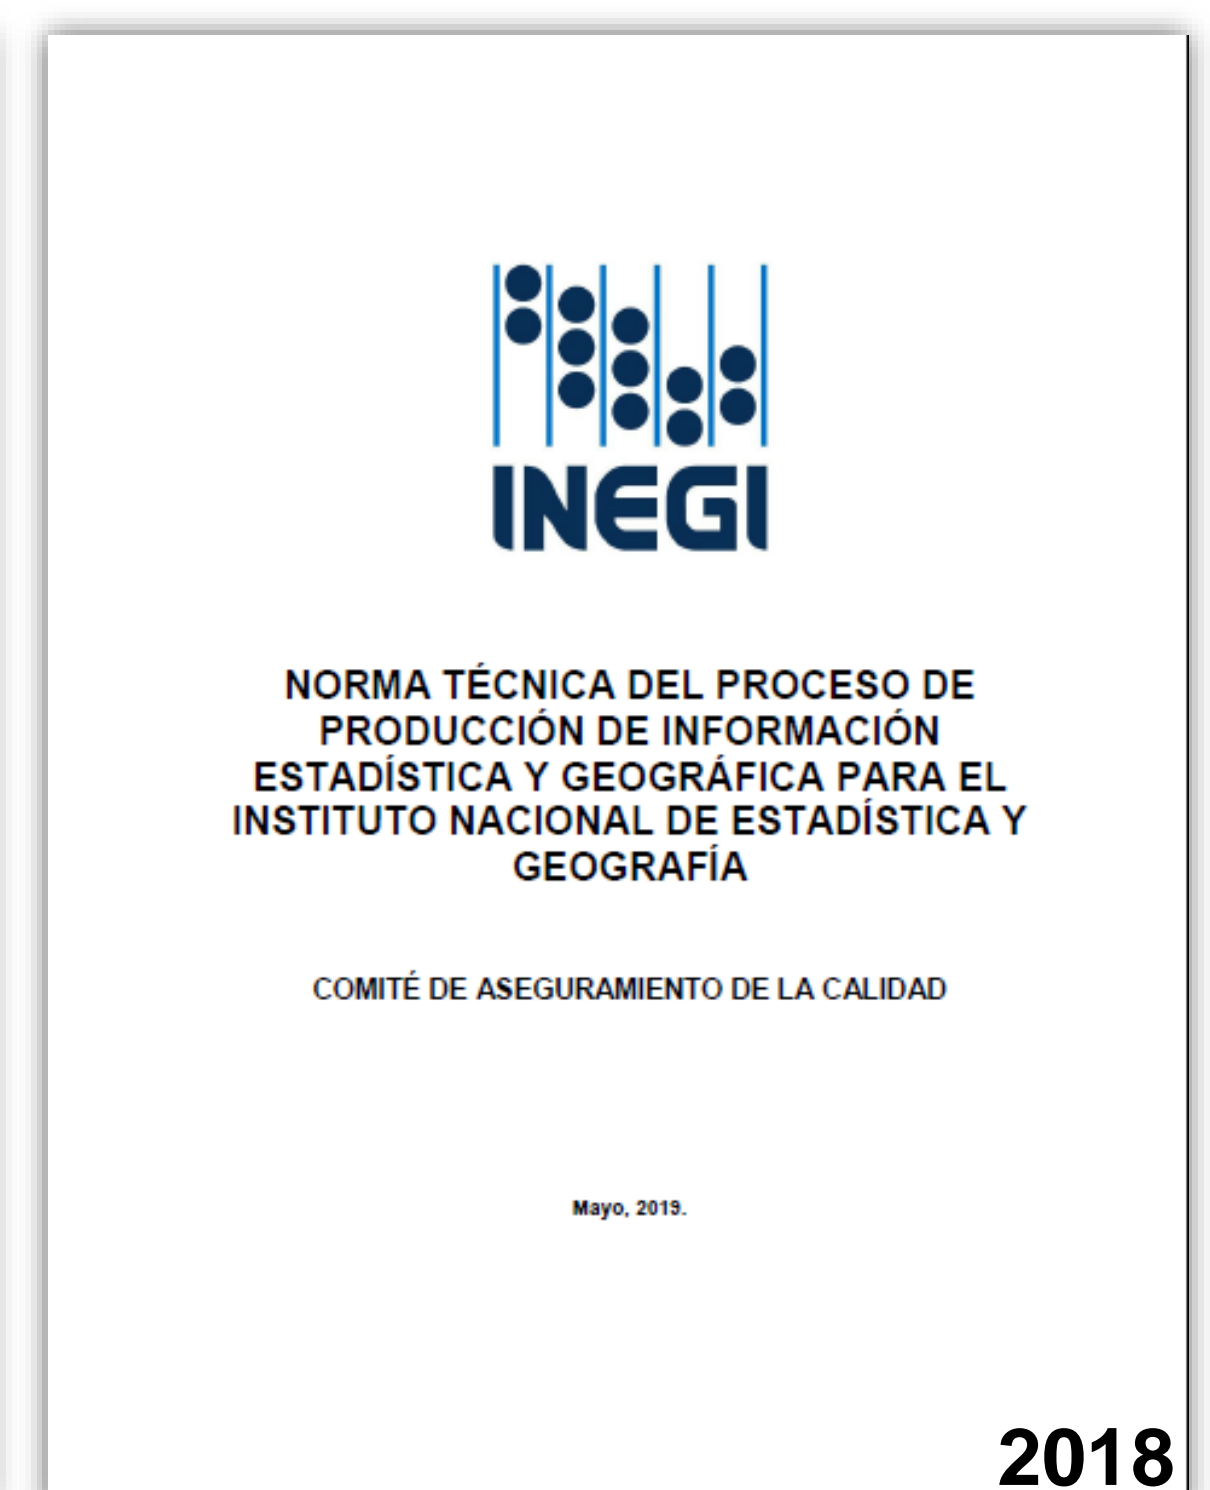 INEGI
NORMA TÉCNICA DEL PROCESO DE
PRODUCCIÓN DE INFORMACIÓN
ESTADÍSTICA Y GEOGRÁFICA PARA EL
INSTITUTO NACIONAL DE ESTADÍSTICA Y
GEOGRAFÍA
COMITÉ DE ASEGURAMIENTO DE LA CALIDAD
Mayo, 2019.
2018